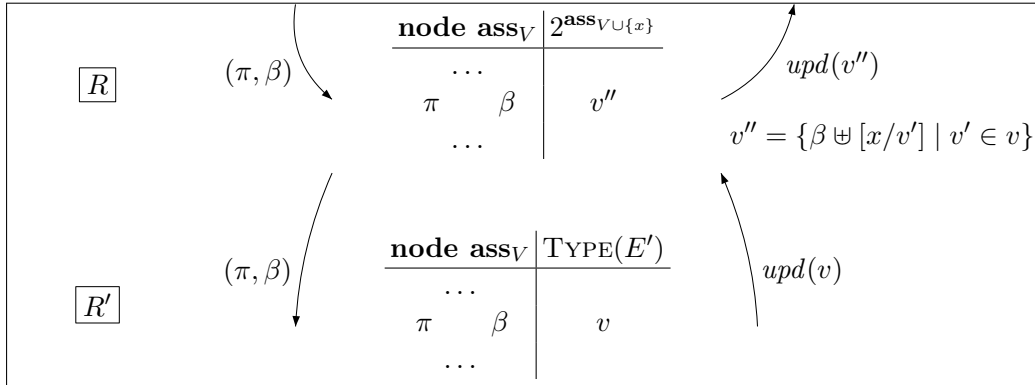 node ass_V 2^{ass_{V∪{x}}}
...
R (π, β) π β v'' upd(v'')
v'' = {β ⊎ [x/v'] | v' ∈ v}
...
node ass_V TYPE(E')
(π, β) upd(v)
...
R' π β v
...